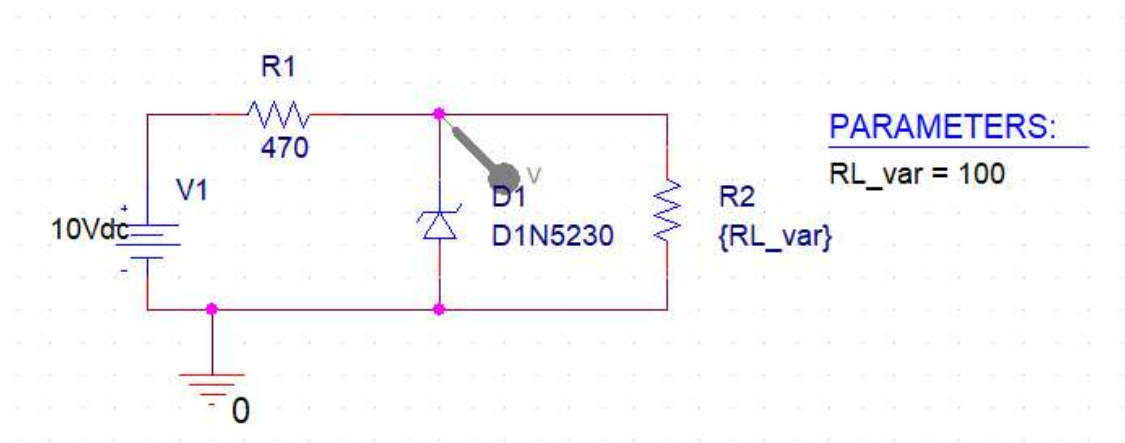 R1
470
V1
10Vdc
+
-
V
D1
D1N5230
R2
{RL_var}
0
PARAMETERS:
RL_var = 100